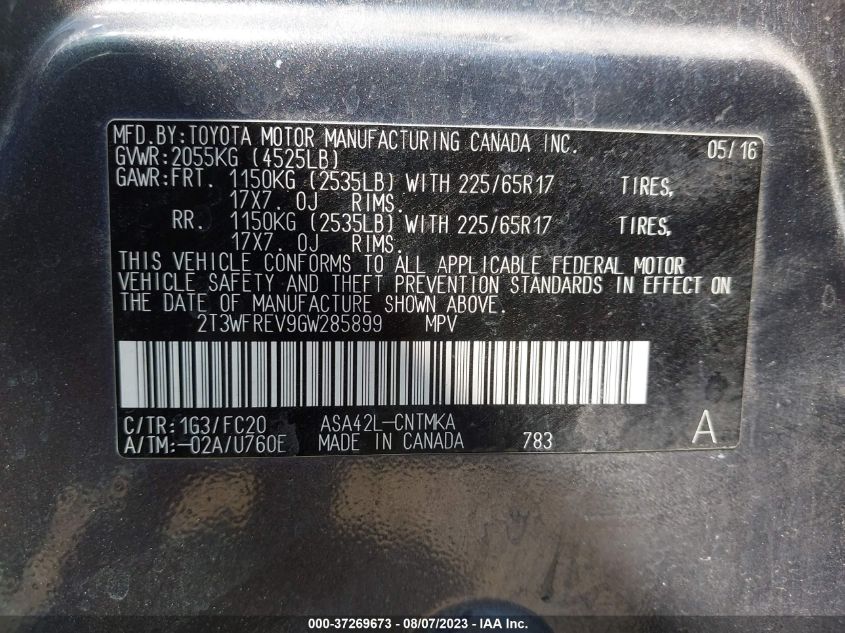 MFD.BY:TOYOTA MOTOR MANUFACTURING CANADA INC. 05/16
GVWR:2055KG (4525LB)
GAWR:FRT. 1150KG (2535LB) WITH 225/65R17 TIRES,
17X7. 0J RIMS.
RR. 1150KG (2535LB) WITH 225/65R17 TIRES,
17X7. 0J RIMS.
THIS VEHICLE CONFORMS TO ALL APPLICABLE FEDERAL MOTOR
VEHICLE SAFETY AND THEFT PREVENTION STANDARDS IN EFFECT ON
THE DATE OF MANUFACTURE SHOWN ABOVE.
2T3WFREV9GW285899 MPV
C/TR:1G3/FC20 ASA42L-CNTMKA
A/TM:-02A/U760E MADE IN CANADA 783 A
000-37269673 - 08/07/2023 - IAA Inc.